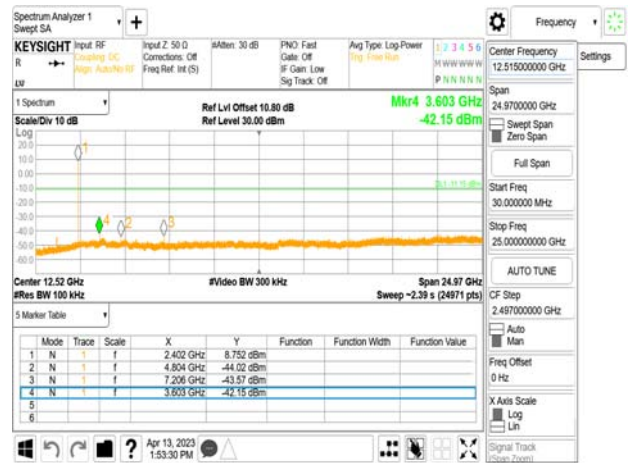 Spectrum Analyzer 1
Swept SA
Frequency
KEYSIGHT
R
Input: RF
Coupling: DC
Align: Auto/No RF
Input Z: 50 Ω
Corrections: Off
Freq Ref: Int (S)
#Atten: 30 dB
PNO: Fast
Gate: Off
IF Gain: Low
Sig Track: Off
Avg Type: Log-Power
Trig: Free Run
1 2 3 4 5 6
M W W W W W
P N N N N N
Center Frequency
12.515000000 GHz
Settings
Span
24.9700000 GHz
Swept Span
Zero Span
Full Span
Start Freq
30.000000 MHz
Stop Freq
25.000000000 GHz
AUTO TUNE
CF Step
2.497000000 GHz
Auto
Man
Freq Offset
0 Hz
X Axis Scale
Log
Lin
Signal Track
(Span Zoom)
1 Spectrum
Scale/Div 10 dB
Ref Lvl Offset 10.80 dB
Ref Level 30.00 dBm
Mkr4 3.603 GHz
-42.15 dBm
Log
20.0
10.0
0.00
-10.0
-20.0
-30.0
-40.0
-50.0
-60.0
1
4
2
3
Center 12.52 GHz
#Res BW 100 kHz
#Video BW 300 kHz
Span 24.97 GHz
Sweep ~2.39 s (24971 pts)
5 Marker Table
Mode Trace Scale X Y Function Function Width Function Value
1 N 1 f 2.402 GHz 8.752 dBm
2 N 1 f 4.804 GHz -44.02 dBm
3 N 1 f 7.206 GHz -43.57 dBm
4 N 1 f 3.603 GHz -42.15 dBm
5
6
?
Apr 13, 2023
1:53:30 PM